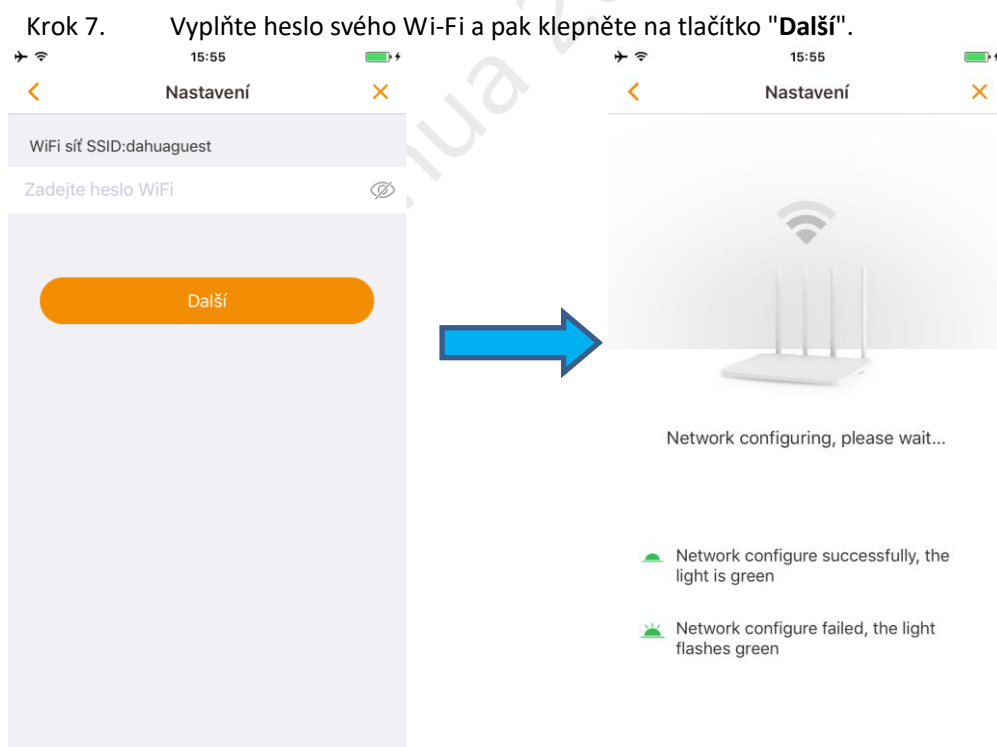 Krok 7. Vyplňte heslo svého Wi-Fi a pak klepněte na tlačítko "Další".
15:55
Nastavení
WiFi síť SSID:dahuaguest
Zadejte heslo WiFi
Další
15:55
Nastavení
Network configuring, please wait...
Network configure successfully, the
light is green
Network configure failed, the light
flashes green